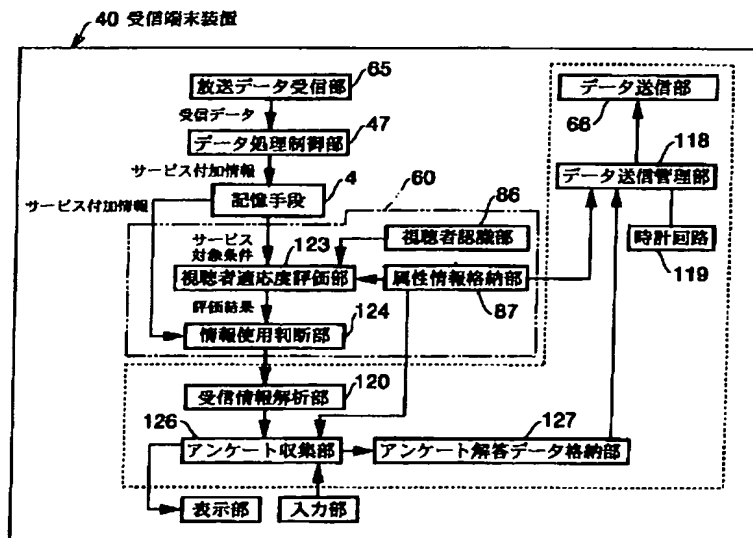 40 受信端末装置
65
放送データ受信部
データ送信部
受信データ
66
47
118
データ処理制御部
サービス付加情報
データ送信管理部
4
60
サービス付加情報
記憶手段
86
サービス
対象条件
123
視聴者認識部
時計回路
119
視聴者適応度評価部
属性情報格納部
評価結果
87
124
情報使用判断部
120
受信情報解析部
126
127
アンケート収集部
アンケート解答データ格納部
表示部
入力部